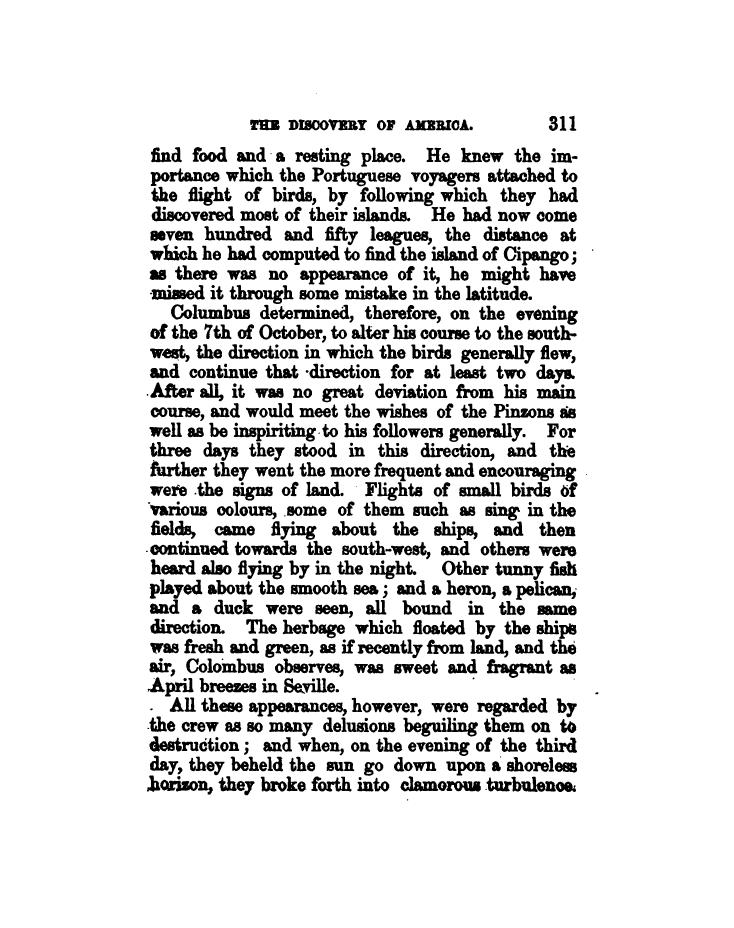 THE DISCOVERY OF AMERICA. 311
find food and a resting place. He knew the im-
portance which the Portuguese voyagers attached to
the flight of birds, by following which they had
discovered most of their islands. He had now come
seven hundred and fifty leagues, the distance at
which he had computed to find the island of Cipango;
as there was no appearance of it, he might have
missed it through some mistake in the latitude.
Columbus determined, therefore, on the evening
of the 7th of October, to alter his course to the south-
west, the direction in which the birds generally flew,
and continue that direction for at least two days.
After all, it was no great deviation from his main
course, and would meet the wishes of the Pinzons as
well as be inspiriting to his followers generally. For
three days they stood in this direction, and the
further they went the more frequent and encouraging
were the signs of land. Flights of small birds of
various colours, some of them such as sing in the
fields, came flying about the ships, and then
continued towards the south-west, and others were
heard also flying by in the night. Other tunny fish
played about the smooth sea; and a heron, a pelican,
and a duck were seen, all bound in the same
direction. The herbage which floated by the ships
was fresh and green, as if recently from land, and the
air, Colombus observes, was sweet and fragrant as
April breezes in Seville.
All these appearances, however, were regarded by
the crew as so many delusions beguiling them on to
destruction; and when, on the evening of the third
day, they beheld the sun go down upon a shoreless
horizon, they broke forth into clamorous turbulence.